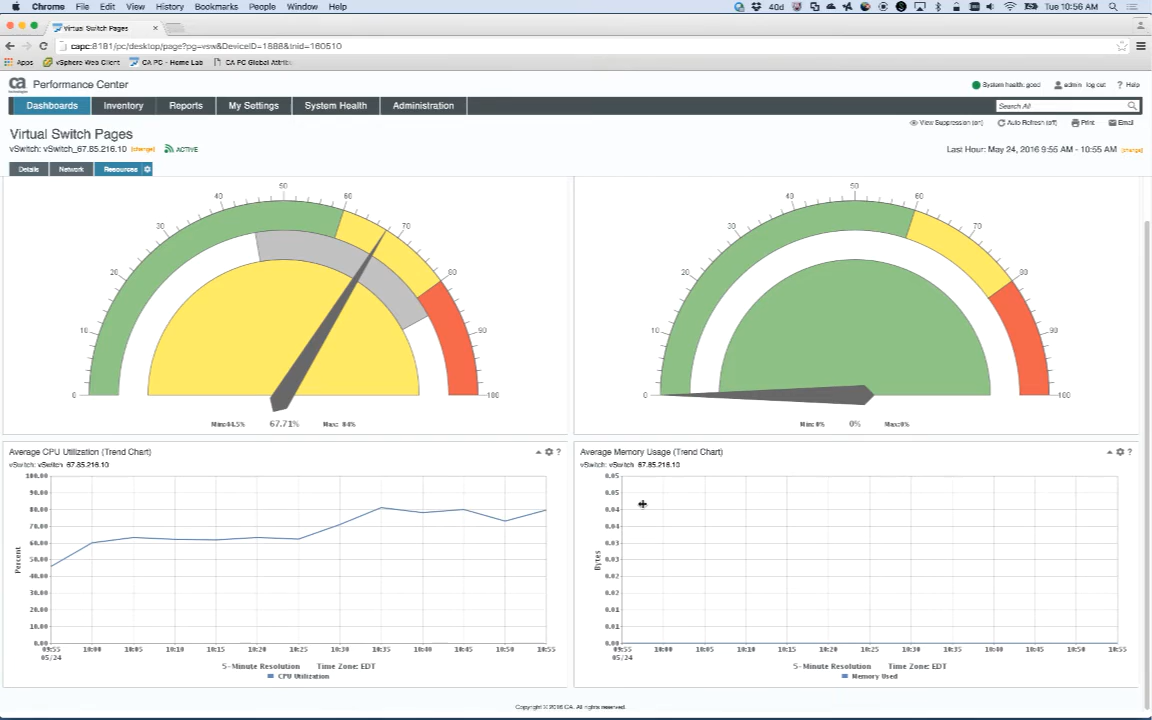 Chrome File Edit View History Bookmarks People Window Help 40d Tue 10:56 AM
Virtual Switch Pages
capc:8181/pc/desktop/page?pg=vsw&DeviceID=1888&Inid=160510
Apps vSphere Web Client CA PC - Home Lab CA PC Global Attrib
ca Performance Center System health: good admin log out ? Help
Dashboards Inventory Reports My Settings System Health Administration Search All
View Suppression (on) Auto Refresh (off) Print Email
Virtual Switch Pages
vSwitch: vSwitch_67.85.216.10 (change) ACTIVE Last Hour: May 24, 2016 9:55 AM - 10:55 AM (change)
Details Network Resources
0 10 20 30 40 50 60 70 80 90 100
67.71%
0 10 20 30 40 50 60 70 80 90 100
Min: 0% 0% Max: 0%
Average CPU Utilization (Trend Chart) ?
vSwitch: vSwitch_67.85.216.10
100.00
90.00
80.00
70.00
60.00
50.00
40.00
30.00
20.00
10.00
0.00
Percent
09:55 10:00 10:05 10:10 10:15 10:20 10:25 10:30 10:35 10:40 10:45 10:50 10:55
05/24
5-Minute Resolution Time Zone: EDT
CPU Utilization
Average Memory Usage (Trend Chart) ?
vSwitch: vSwitch_67.85.216.10
0.05
0.05
0.04
0.04
0.03
0.03
0.02
0.02
0.01
0.01
0.00
Bytes
09:55 10:00 10:05 10:10 10:15 10:20 10:25 10:30 10:35 10:40 10:45 10:50 10:55
05/24
5-Minute Resolution Time Zone: EDT
Memory Used
Copyright © 2016 CA. All rights reserved.